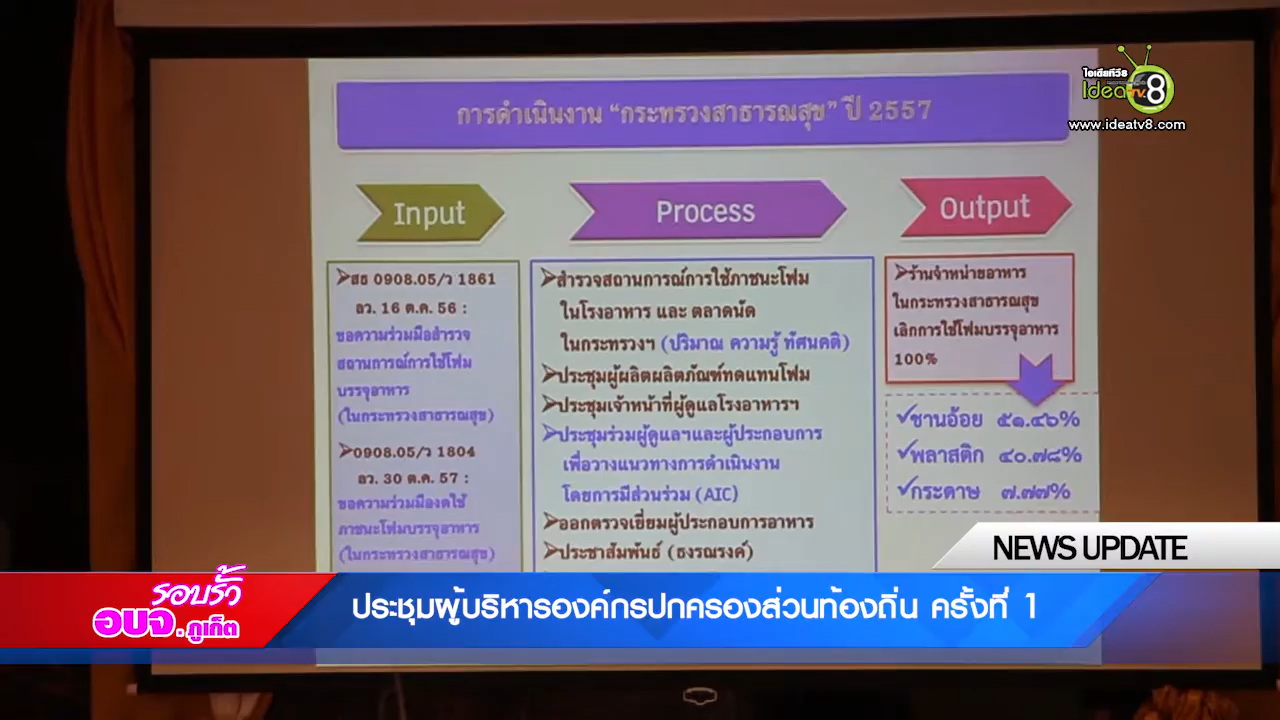 ไอเดียทีวี8
Idea TV. 8
www.ideatv8.com
การดำเนินงาน “กระทรวงสาธารณสุข” ปี 2557
Input
Process
Output
➢สธ 0908.05/ว 1861
ลว. 16 ต.ค. 56 :
ขอความร่วมมือสำรวจ
สถานการณ์การใช้โฟม
บรรจุอาหาร
(ในกระทรวงสาธารณสุข)
➢0908.05/ว 1804
ลว. 30 ต.ค. 57 :
ขอความร่วมมืองดใช้
ภาชนะโฟมบรรจุอาหาร
(ในกระทรวงสาธารณสุข)
➢สำรวจสถานการณ์การใช้ภาชนะโฟม
ในโรงอาหาร และ ตลาดนัด
ในกระทรวงฯ (ปริมาณ ความรู้ ทัศนคติ)
➢ประชุมผู้ผลิตผลิตภัณฑ์ทดแทนโฟม
➢ประชุมเจ้าหน้าที่ผู้ดูแลโรงอาหารฯ
➢ประชุมร่วมผู้ดูแลฯและผู้ประกอบการ
เพื่อวางแนวทางการดำเนินงาน
โดยการมีส่วนร่วม (AIC)
➢ออกตรวจเยี่ยมผู้ประกอบการอาหาร
➢ประชาสัมพันธ์ (ธงรณรงค์)
➢ร้านจำหน่ายอาหาร
ในกระทรวงสาธารณสุข
เลิกการใช้โฟมบรรจุอาหาร
100%
✓ชานอ้อย ๕๑.๔๖%
✓พลาสติก ๔๐.๗๘%
✓กระดาษ ๗.๗๗%
NEWS UPDATE
รอบรั้ว
อบจ.ภูเก็ต
ประชุมผู้บริหารองค์กรปกครองส่วนท้องถิ่น ครั้งที่ 1